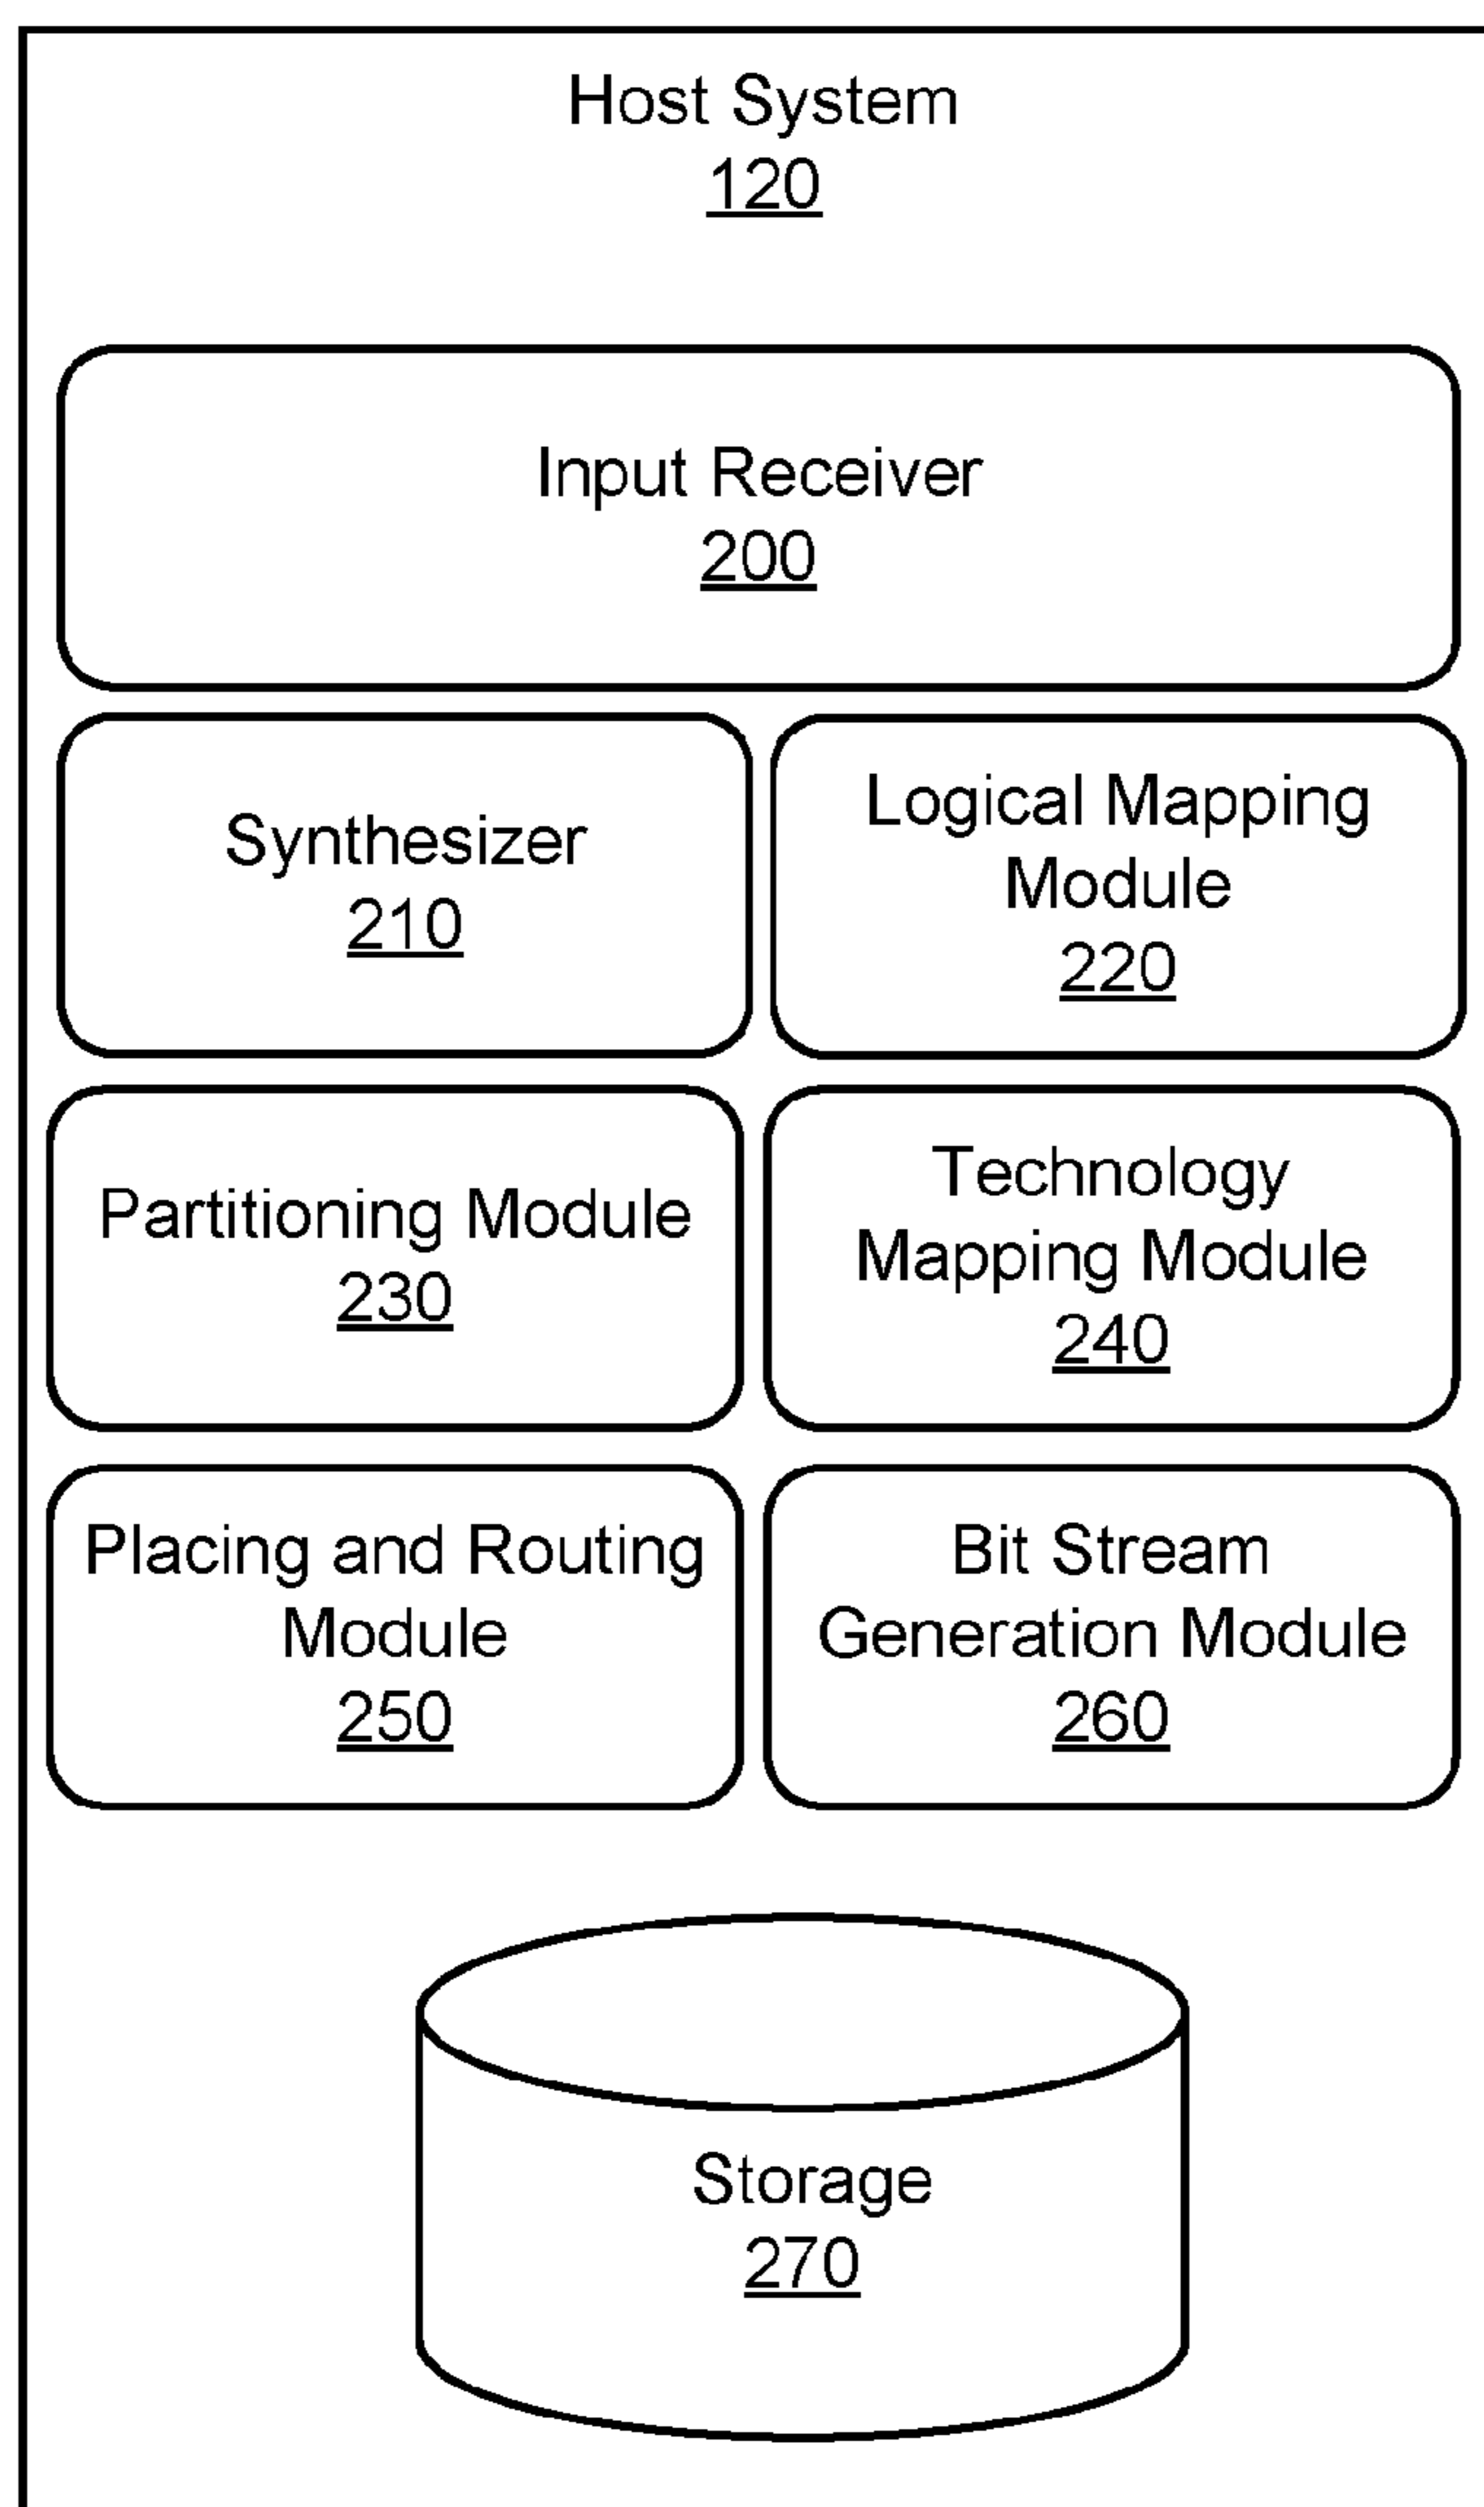 Host System
120
Input Receiver
200
Synthesizer
210
Logical Mapping
Module
220
Partitioning Module
230
Technology
Mapping Module
240
Placing and Routing
Module
250
Bit Stream
Generation Module
260
Storage
270